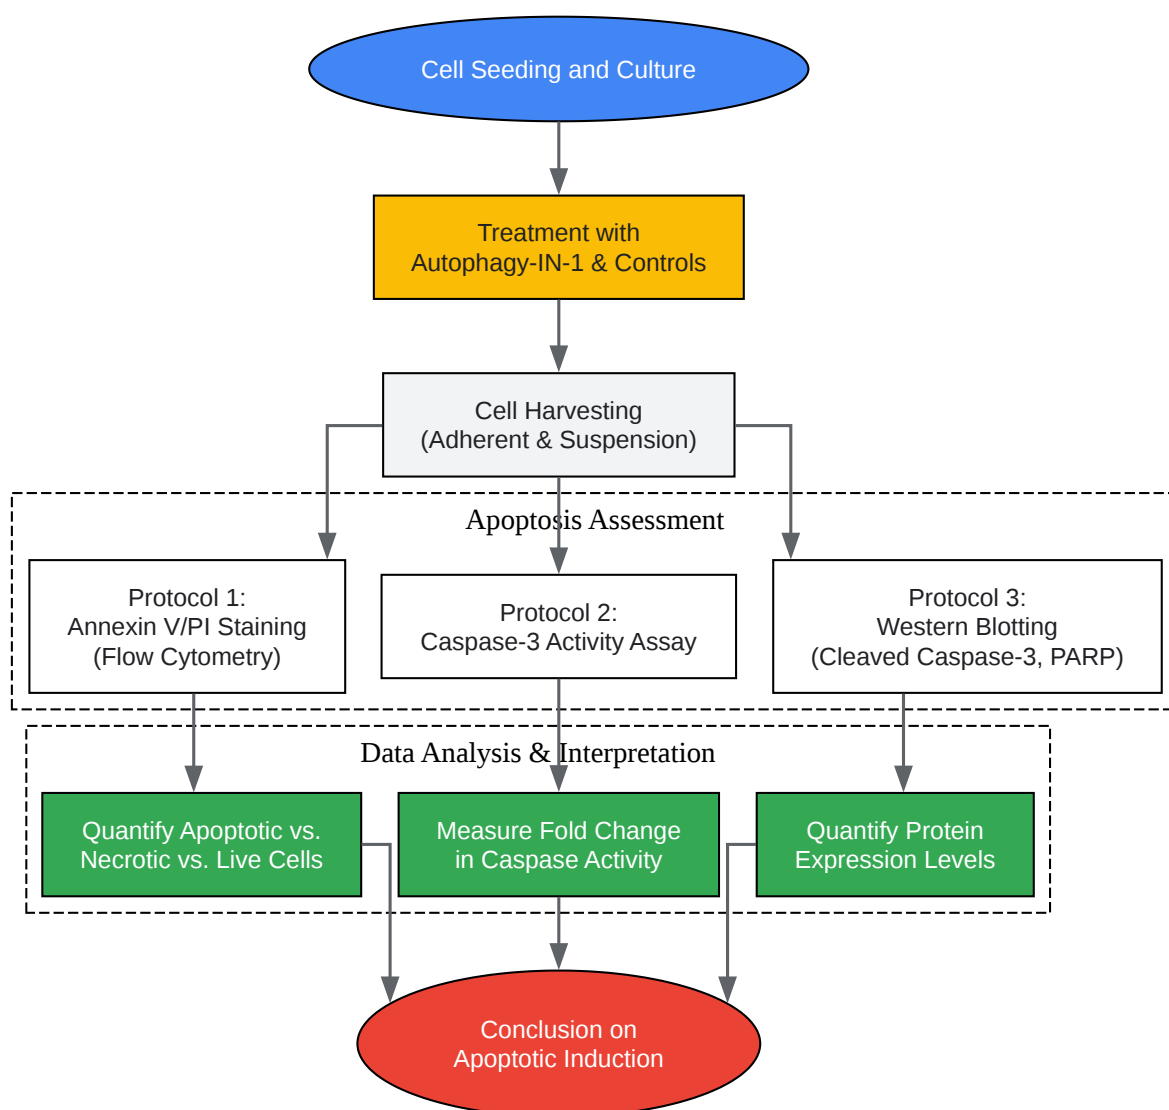 Cell Seeding and Culture
Treatment with
Autophagy-IN-1 & Controls
Cell Harvesting
(Adherent & Suspension)
Apoptosis Assessment
Protocol 1:
Annexin V/PI Staining
(Flow Cytometry)
Protocol 2:
Caspase-3 Activity Assay
Protocol 3:
Western Blotting
(Cleaved Caspase-3, PARP)
Data Analysis & Interpretation
Quantify Apoptotic vs.
Necrotic vs. Live Cells
Measure Fold Change
in Caspase Activity
Quantify Protein
Expression Levels
Conclusion on
Apoptotic Induction